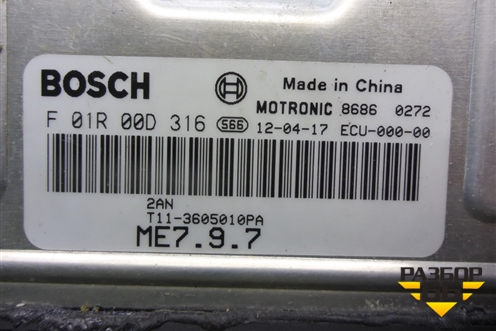 BOSCH
Made in China
MOTRONIC 8686 0272
F 01R 00D 316 S66 12-04-17 ECU-000-00
2AN
T11-3605010PA
ME7.9.7
РАЗБОР